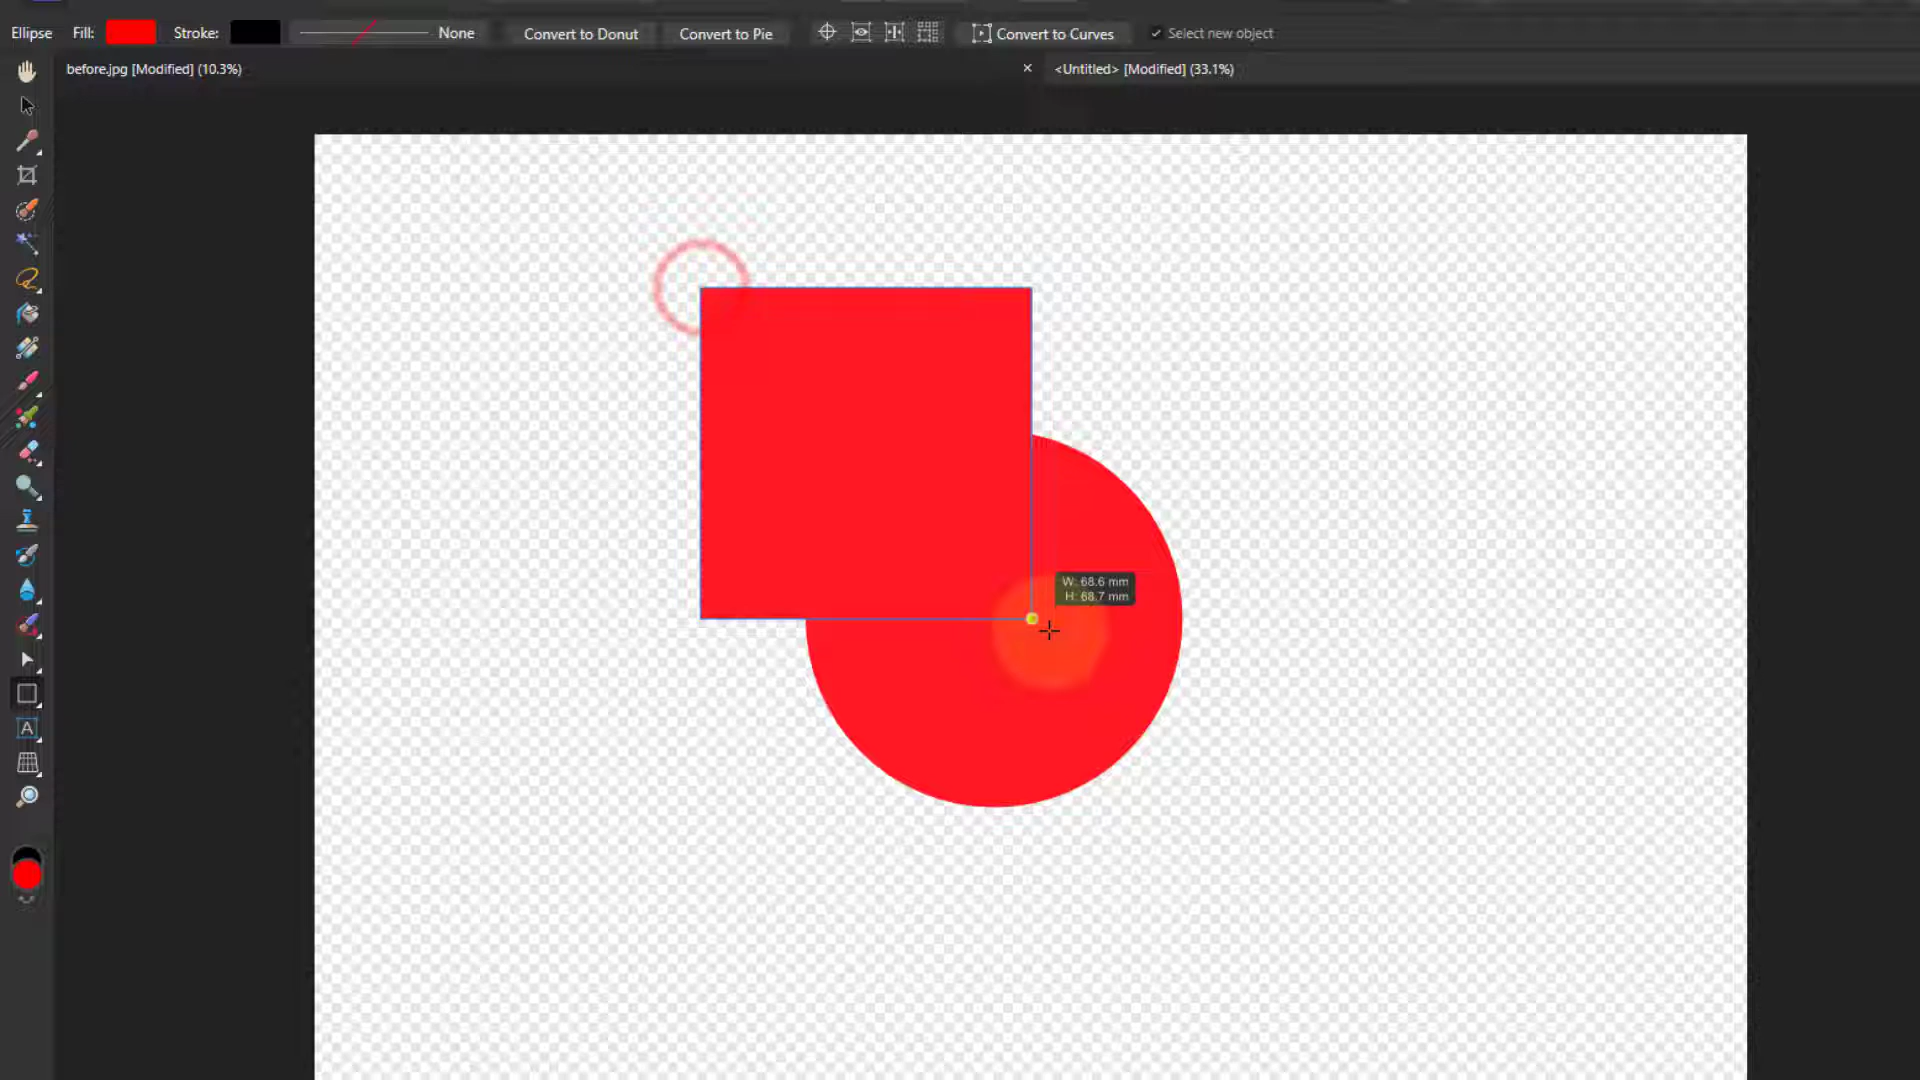 Ellipse Fill: Stroke: None Convert to Donut Convert to Pie Convert to Curves Select new object
before.jpg [Modified] (10.3%) × <Untitled> [Modified] (33.1%)
W: 68.6 mm
H: 68.7 mm
A